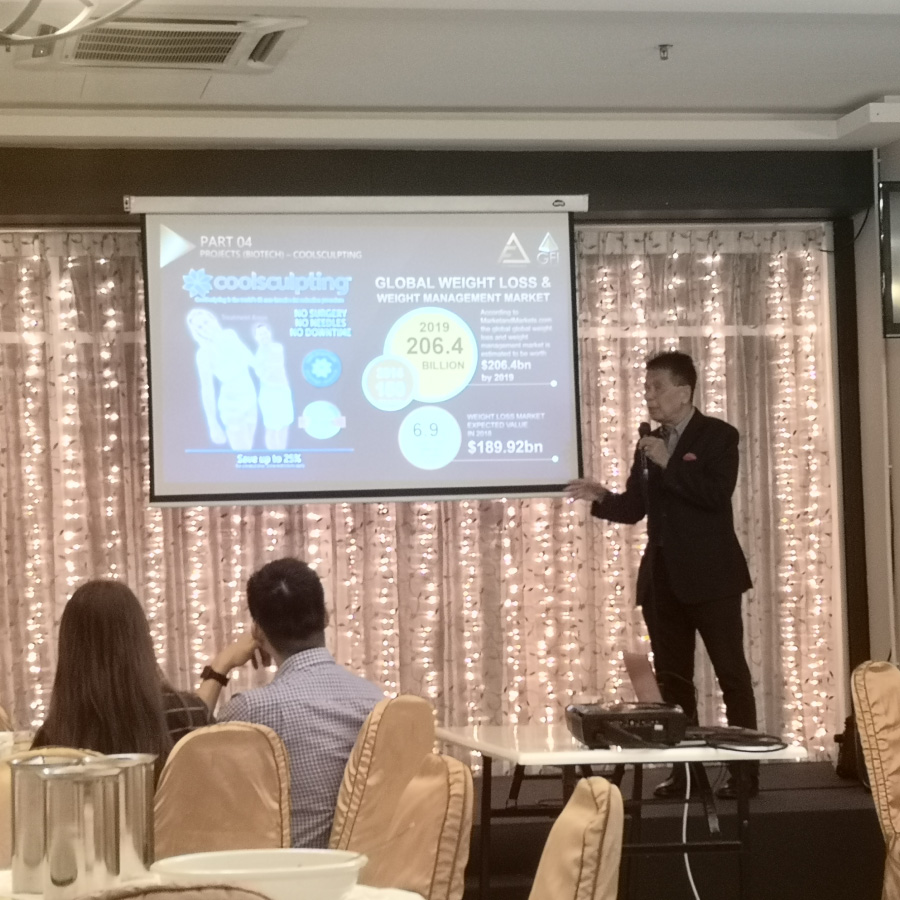 PART 04
PROJECTS (BIOTECH) – COOLSCULPTING
GFI
coolsculpting
NO SURGERY
NO NEEDLES
NO DOWNTIME
Save up to 25%
GLOBAL WEIGHT LOSS &
WEIGHT MANAGEMENT MARKET
2019
206.4
BILLION
According to
MarketsandMarkets.com
the global global weight
loss and weight
management market is
estimated to be worth
$206.4bn
by 2019
6.9
WEIGHT LOSS MARKET
EXPECTED VALUE
IN 2019
$189.92bn